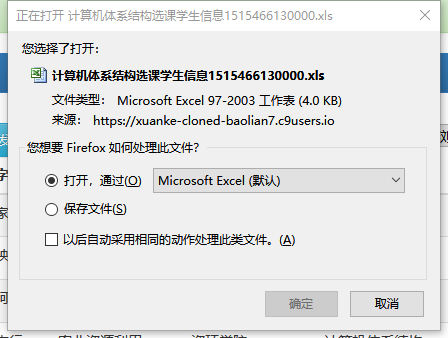 正在打开 计算机体系结构选课学生信息1515466130000.xls
您选择了打开:
计算机体系结构选课学生信息1515466130000.xls
文件类型： Microsoft Excel 97-2003 工作表 (4.0 KB)
来源： https://xuanke-cloned-baolian7.c9users.io
您想要 Firefox 如何处理此文件?
打开，通过(O) Microsoft Excel (默认)
保存文件(S)
以后自动采用相同的动作处理此类文件。(A)
确定 取消